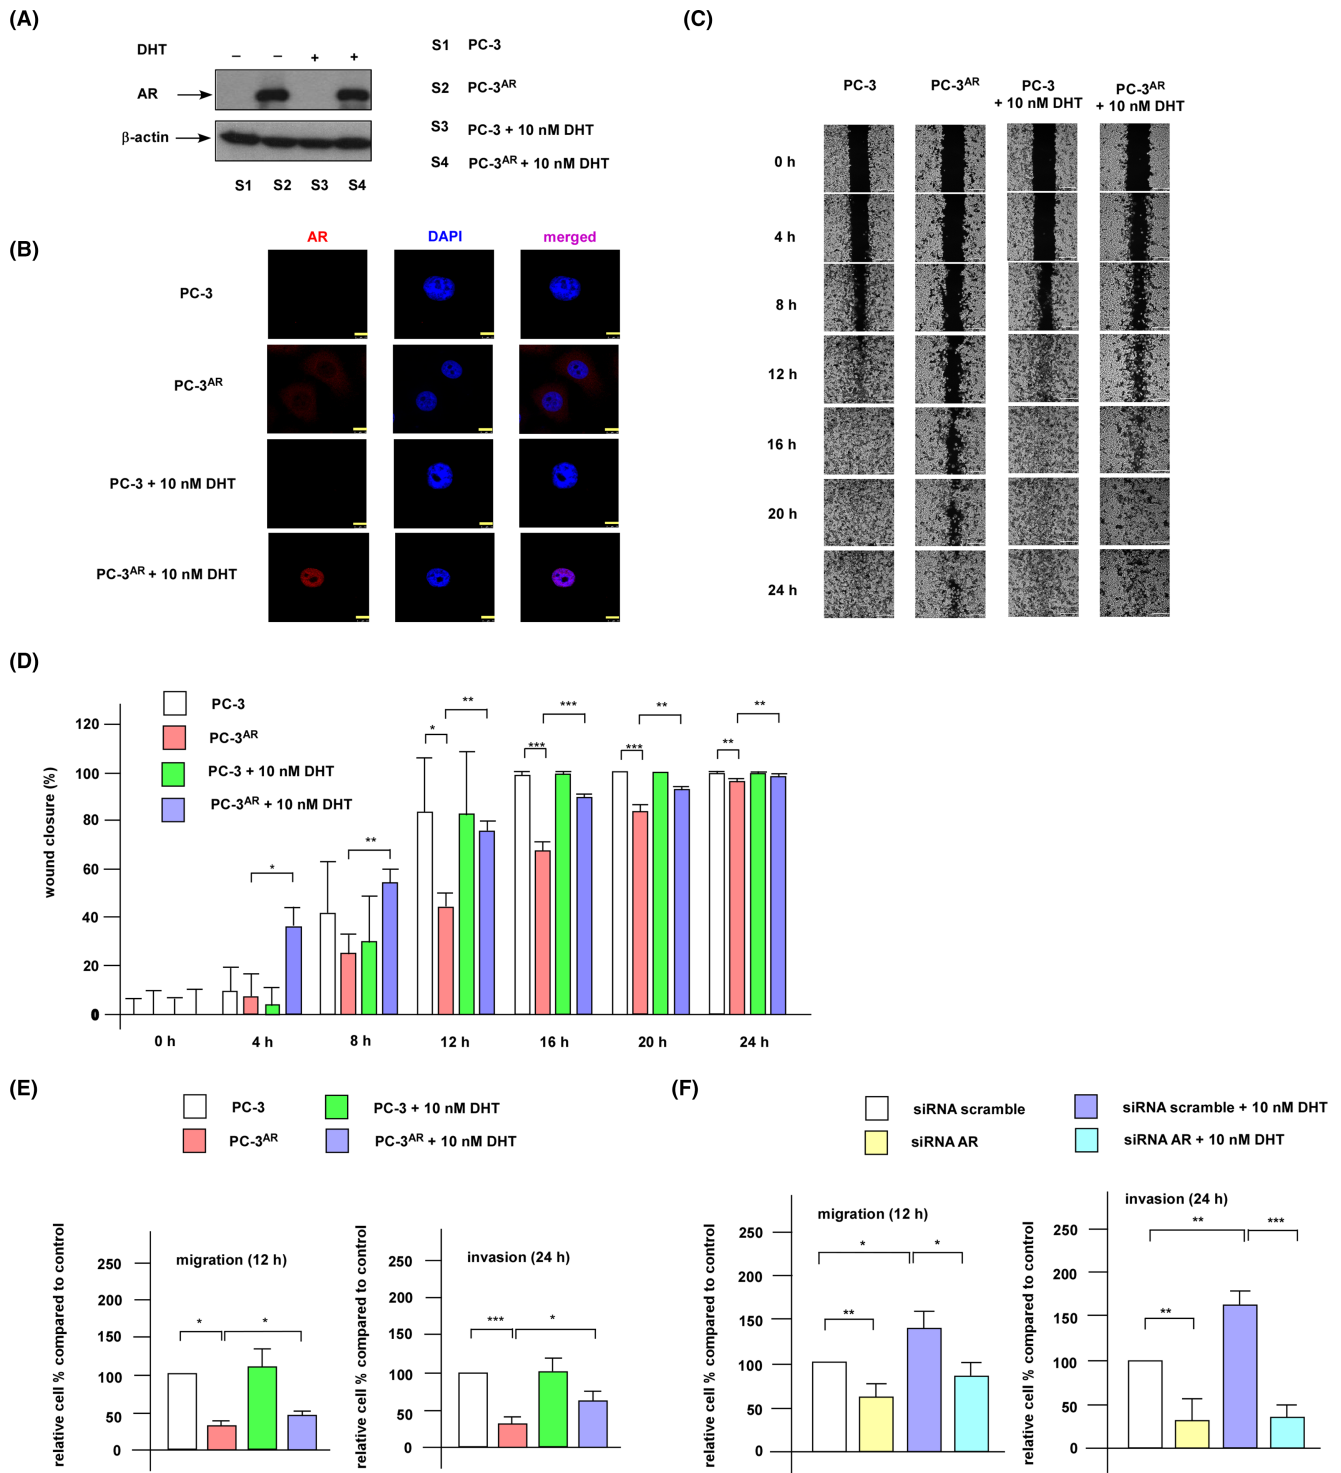 (A)
DHT
– – + +
AR
β-actin
S1 S2 S3 S4
S1 PC-3
S2 PC-3AR
S3 PC-3 + 10 nM DHT
S4 PC-3AR + 10 nM DHT
(B)
AR DAPI merged
PC-3
PC-3AR
PC-3 + 10 nM DHT
PC-3AR + 10 nM DHT
(C)
PC-3 PC-3AR PC-3 + 10 nM DHT PC-3AR + 10 nM DHT
0 h
4 h
8 h
12 h
16 h
20 h
24 h
(D)
PC-3
PC-3AR
PC-3 + 10 nM DHT
PC-3AR + 10 nM DHT
wound closure (%)
120
100
80
60
40
20
0
* ** * ** *** *** *** ** ** **
0 h 4 h 8 h 12 h 16 h 20 h 24 h
(E)
PC-3
PC-3AR
PC-3 + 10 nM DHT
PC-3AR + 10 nM DHT
relative cell % compared to control
migration (12 h)
250
200
150
100
50
0
* *
relative cell % compared to control
invasion (24 h)
250
200
150
100
50
0
*** *
(F)
siRNA scramble
siRNA AR
siRNA scramble + 10 nM DHT
siRNA AR + 10 nM DHT
relative cell % compared to control
migration (12 h)
250
200
150
100
50
0
* *
**
relative cell % compared to control
invasion (24 h)
250
200
150
100
50
0
** ***
**